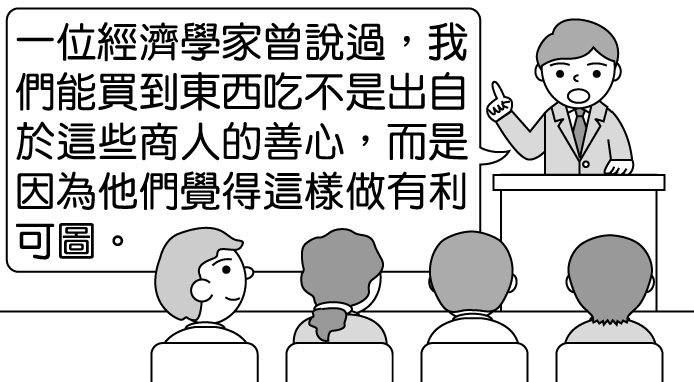 一位經濟學家曾說過，我
們能買到東西吃不是出自
於這些商人的善心，而是
因為他們覺得這樣做有利
可圖。